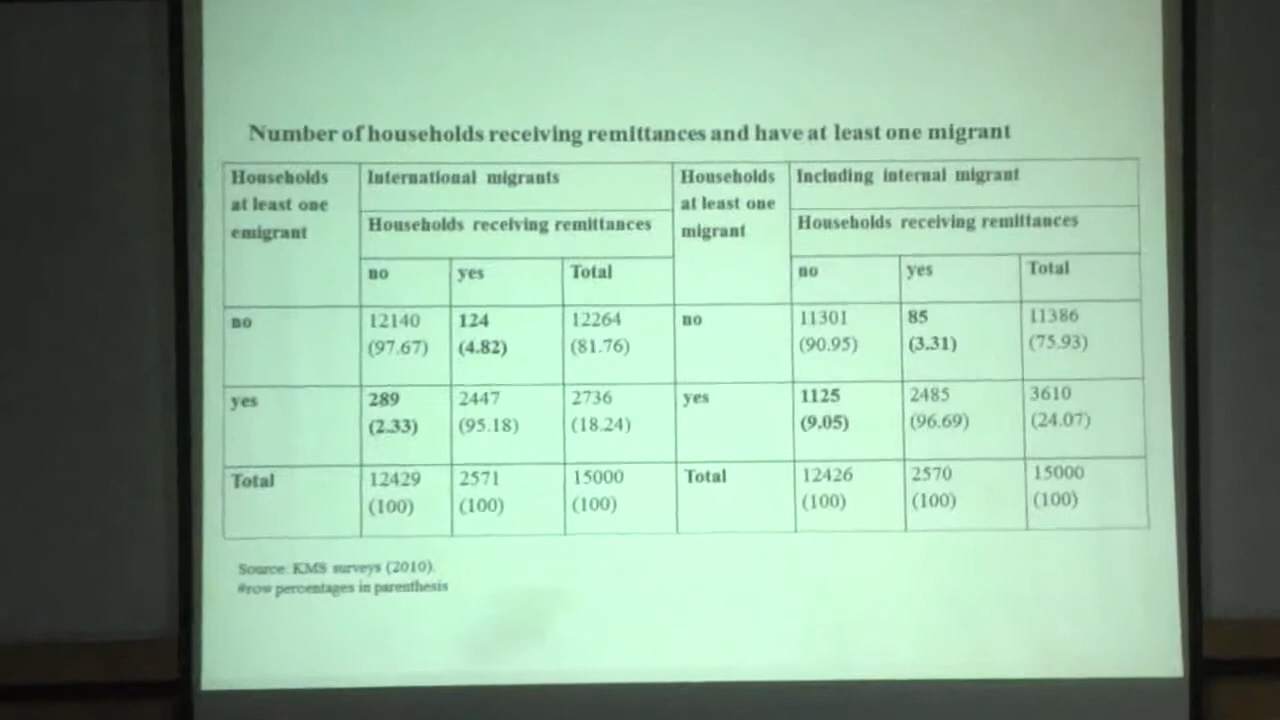 Number of households receiving remittances and have at least one migrant
Households at least one emigrant | International migrants | Households at least one migrant | Including internal migrant
Households receiving remittances | Households receiving remittances
no | yes | Total | no | yes | Total
no | 12140 (97.67) | 124 (4.82) | 12264 (81.76) | no | 11301 (90.95) | 85 (3.31) | 11386 (75.93)
yes | 289 (2.33) | 2447 (95.18) | 2736 (18.24) | yes | 1125 (9.05) | 2485 (96.69) | 3610 (24.07)
Total | 12429 (100) | 2571 (100) | 15000 (100) | Total | 12426 (100) | 2570 (100) | 15000 (100)
Source: KMS surveys (2010).
#row percentages in parenthesis